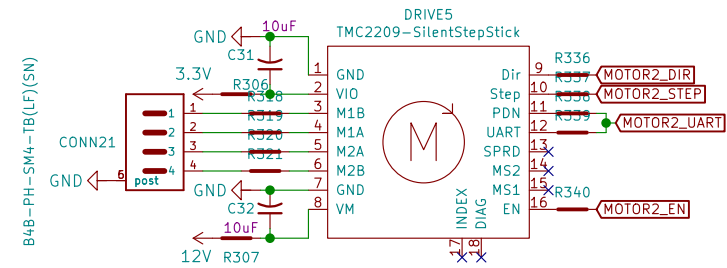 DRIVE5
TMC2209-SilentStepStick
10uF
GND
C31
3.3V
R306
R318
R319
R320
R321
B4B-PH-SM4-TB(LF)(SN)
CONN21
1
2
3
4
post
1
2
3
4
5
GND
GND
C32
10uF
12V
R307
1 GND
2 VIO
3 M1B
4 M1A
5 M2A
6 M2B
7 GND
8 VM
M
Dir 9
Step 10
PDN 11
UART 12
SPRD 13
MS2 14
MS1 15
EN 16
INDEX 17
DIAG 18
R336
R337
R338
R339
R340
MOTOR2_DIR
MOTOR2_STEP
MOTOR2_UART
MOTOR2_EN